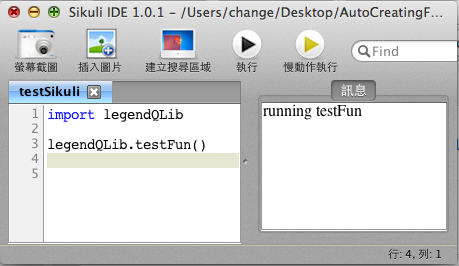 Sikuli IDE 1.0.1 - /Users/change/Desktop/AutoCreatingF...
螢幕截圖 插入圖片 建立搜尋區域 執行 慢動作執行 Find
testSikuli
訊息
1 import legendQLib
2
3 legendQLib.testFun()
4
5
running testFun
行: 4, 列: 1